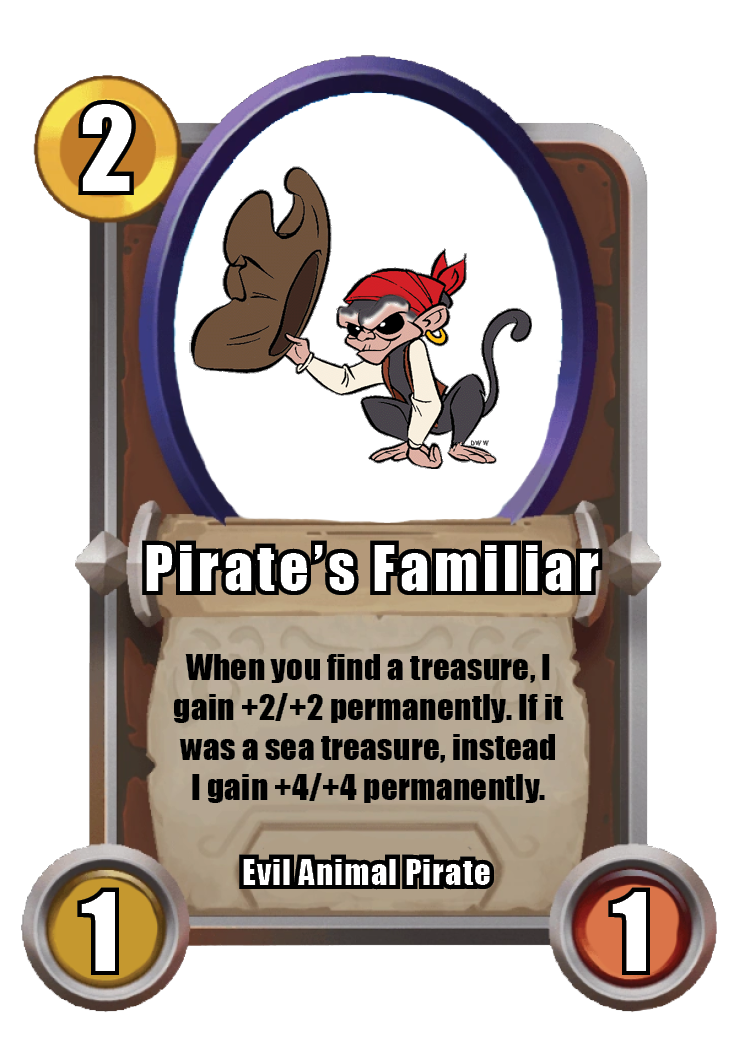 2
DWW
Pirate's Familiar
When you find a treasure, I
gain +2/+2 permanently. If it
was a sea treasure, instead
I gain +4/+4 permanently.
Evil Animal Pirate
1
1